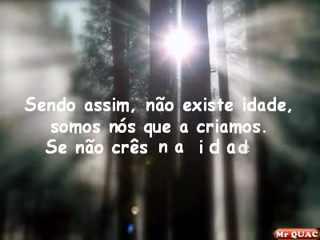 Sendo assim, não existe idade,
somos nós que a criamos.
Se não crês na idad
Mr QUAC